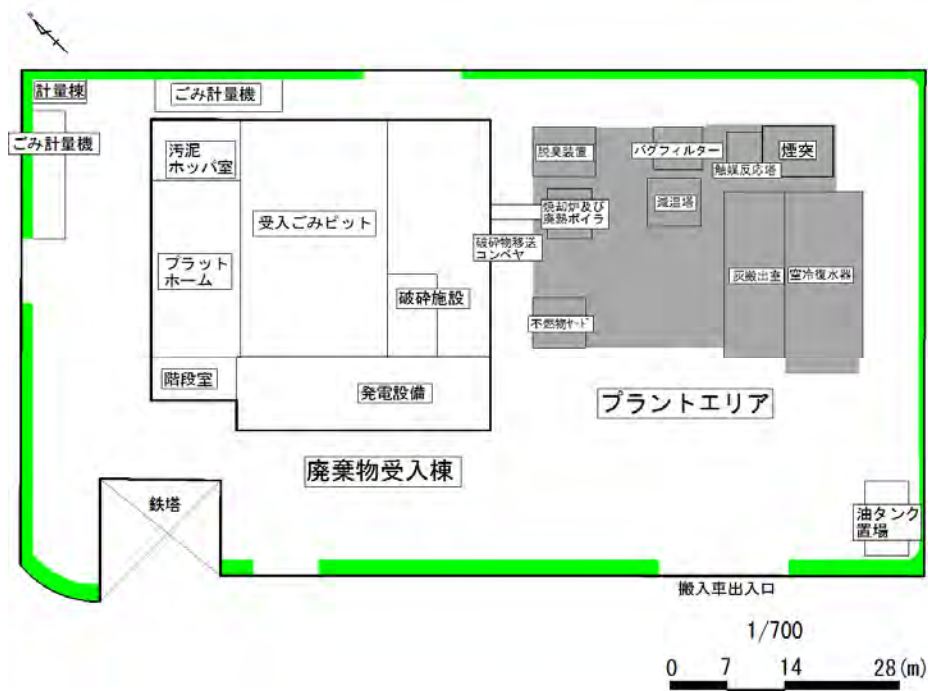 計量棟
ごみ計量機
ごみ計量機
汚泥
ホッパ室
受入ごみピット
プラット
ホーム
破砕施設
階段室
発電設備
脱臭装置
バグフィルター
触媒反応塔
煙突
焼却炉及び
廃熱ボイラ
減温塔
破砕物移送
コンベヤ
灰搬出室
空冷復水器
不燃物ヤード
プラントエリア
廃棄物受入棟
鉄塔
油タンク
置場
搬入車出入口
1/700
0 7 14 28(m)